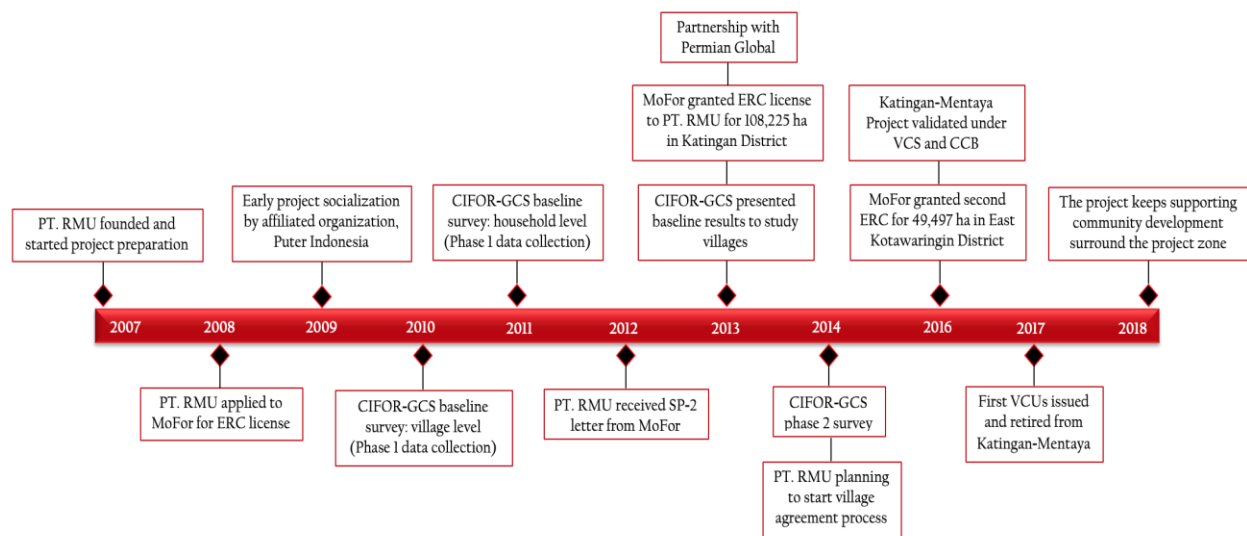 Partnership with
Permian Global
MoFor granted ERC license
to PT. RMU for 108,225 ha
in Katingan District
Katingan-Mentaya
Project validated under
VCS and CCB
PT. RMU founded and
started project preparation
Early project socialization
by affiliated organization,
Puter Indonesia
CIFOR-GCS baseline
survey: household level
(Phase 1 data collection)
CIFOR-GCS presented
baseline results to study
villages
MoFor granted second
ERC for 49,497 ha in East
Kotawaringin District
The project keeps supporting
community development
surround the project zone
2007 2008 2009 2010 2011 2012 2013 2014 2016 2017 2018
PT. RMU applied to
MoFor for ERC license
CIFOR-GCS baseline
survey: village level
(Phase 1 data collection)
PT. RMU received SP-2
letter from MoFor
CIFOR-GCS
phase 2 survey
PT. RMU planning
to start village
agreement process
First VCUs issued
and retired from
Katingan-Mentaya